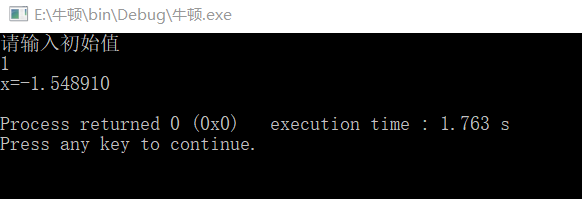 E:\牛顿\bin\Debug\牛顿.exe
请输入初始值
1
x=-1.548910
Process returned 0 (0x0)   execution time : 1.763 s
Press any key to continue.